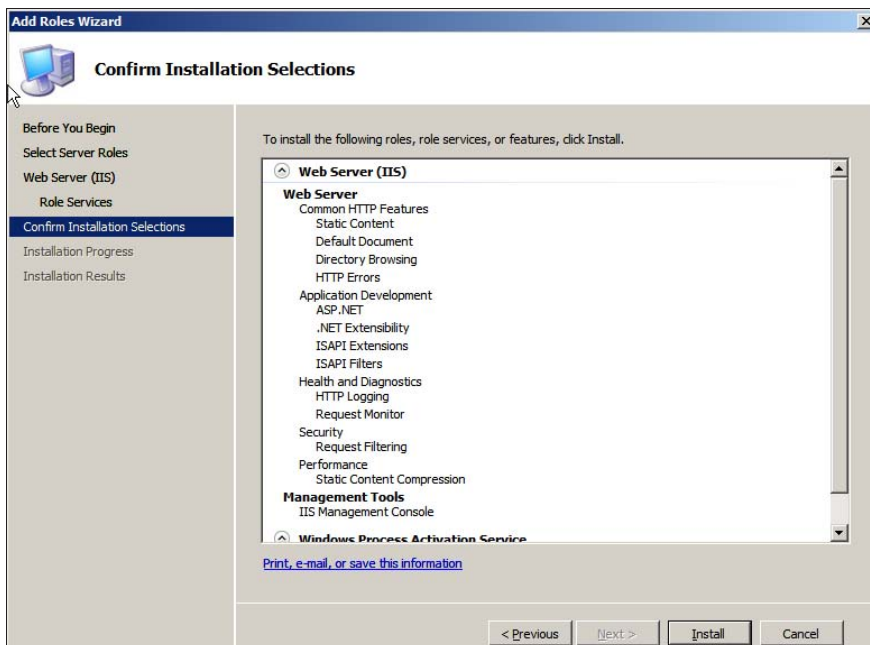 Add Roles Wizard
Confirm Installation Selections
Before You Begin
Select Server Roles
Web Server (IIS)
Role Services
Confirm Installation Selections
Installation Progress
Installation Results
To install the following roles, role services, or features, click Install.
Web Server (IIS)
Web Server
Common HTTP Features
Static Content
Default Document
Directory Browsing
HTTP Errors
Application Development
ASP.NET
.NET Extensibility
ISAPI Extensions
ISAPI Filters
Health and Diagnostics
HTTP Logging
Request Monitor
Security
Request Filtering
Performance
Static Content Compression
Management Tools
IIS Management Console
Windows Process Activation Service
Print, e-mail, or save this information
< Previous Next > Install Cancel